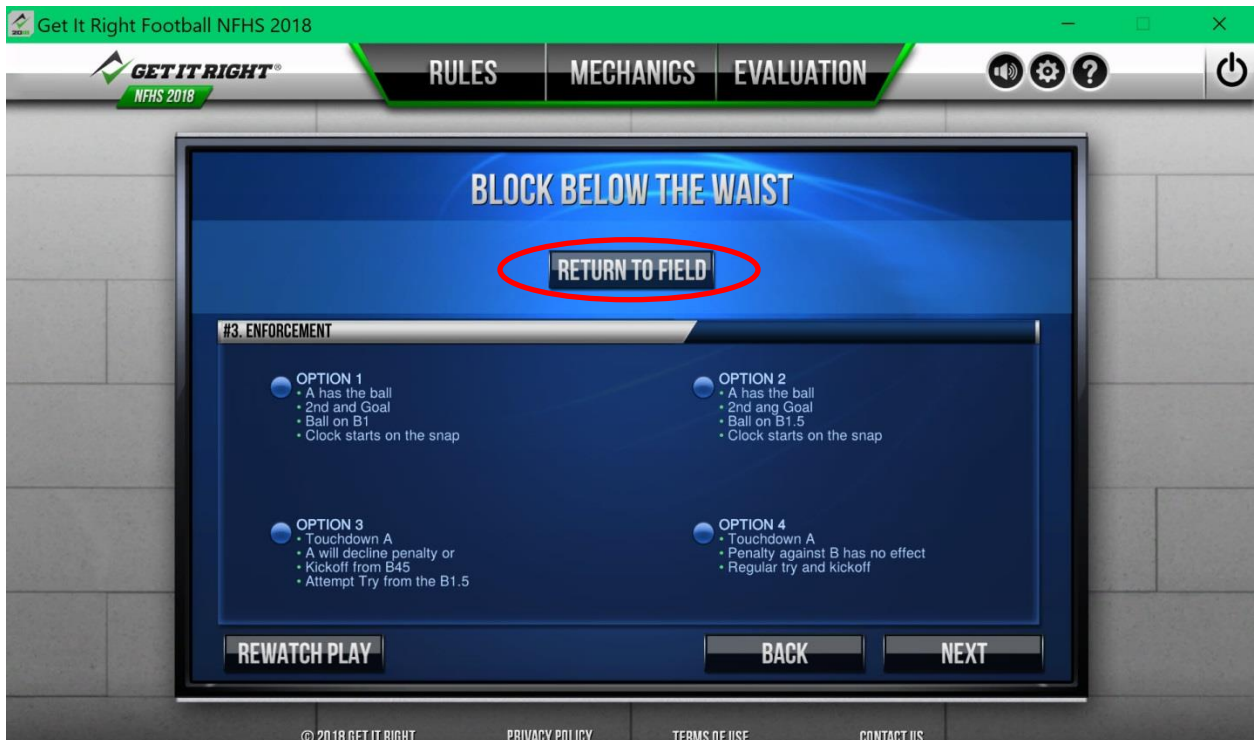 Get It Right Football NFHS 2018
GET IT RIGHT®
NFHS 2018
RULES
MECHANICS
EVALUATION
?
BLOCK BELOW THE WAIST
RETURN TO FIELD
#3. ENFORCEMENT
OPTION 1
• A has the ball
• 2nd and Goal
• Ball on B1
• Clock starts on the snap
OPTION 2
• A has the ball
• 2nd ang Goal
• Ball on B1.5
• Clock starts on the snap
OPTION 3
• Touchdown A
• A will decline penalty or
• Kickoff from B45
• Attempt Try from the B1.5
OPTION 4
• Touchdown A
• Penalty against B has no effect
• Regular try and kickoff
REWATCH PLAY
BACK
NEXT
© 2018 GET IT RIGHT
PRIVACY POLICY
TERMS OF USE
CONTACT US